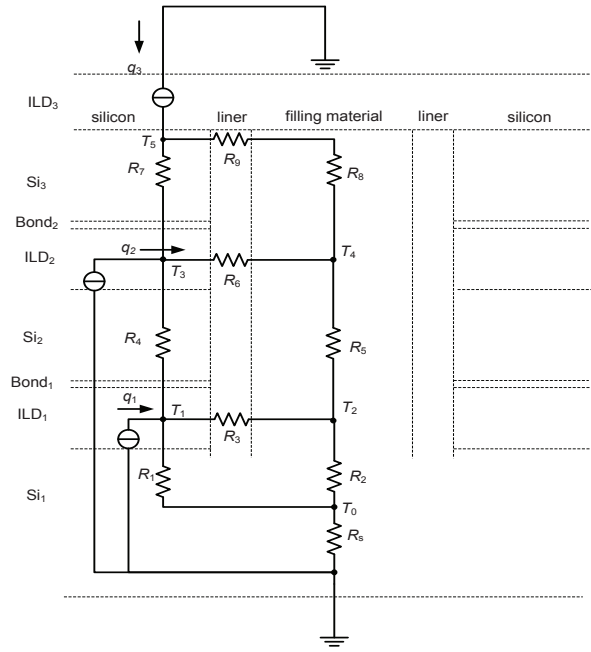 q₃
ILD₃
silicon liner filling material liner silicon
T₅
R₉
R₇ R₈
Si₃
Bond₂
q₂ T₄
ILD₂
T₃ R₆
Si₂ R₄ R₅
Bond₁
q₁ T₁ T₂
ILD₁
R₃
R₁ R₂
Si₁
T₀
Rₛ